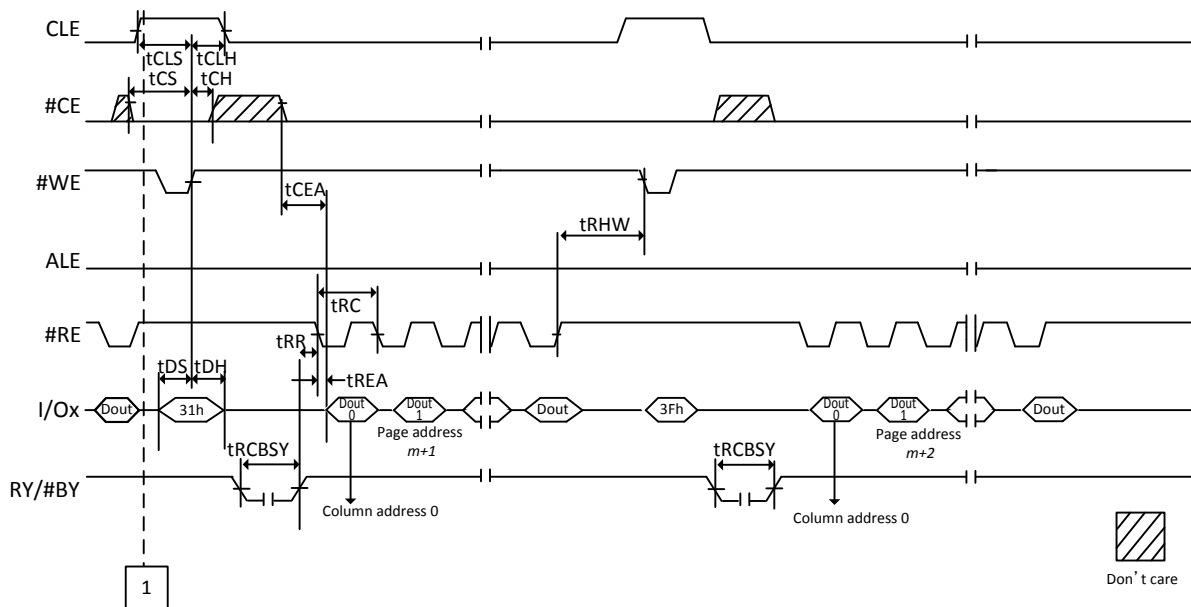 CLE
tCLS tCLH
tCS tCH
#CE
#WE
tCEA
tRHW
ALE
tRC
#RE
tRR
tDS tDH
tREA
I/Ox Dout 31h Dout 0 Dout 1 Dout 3Fh Dout 0 Dout 1 Dout
Page address
m+1
Page address
m+2
tRCBSY tRCBSY
RY/#BY
Column address 0 Column address 0
1
Don't care